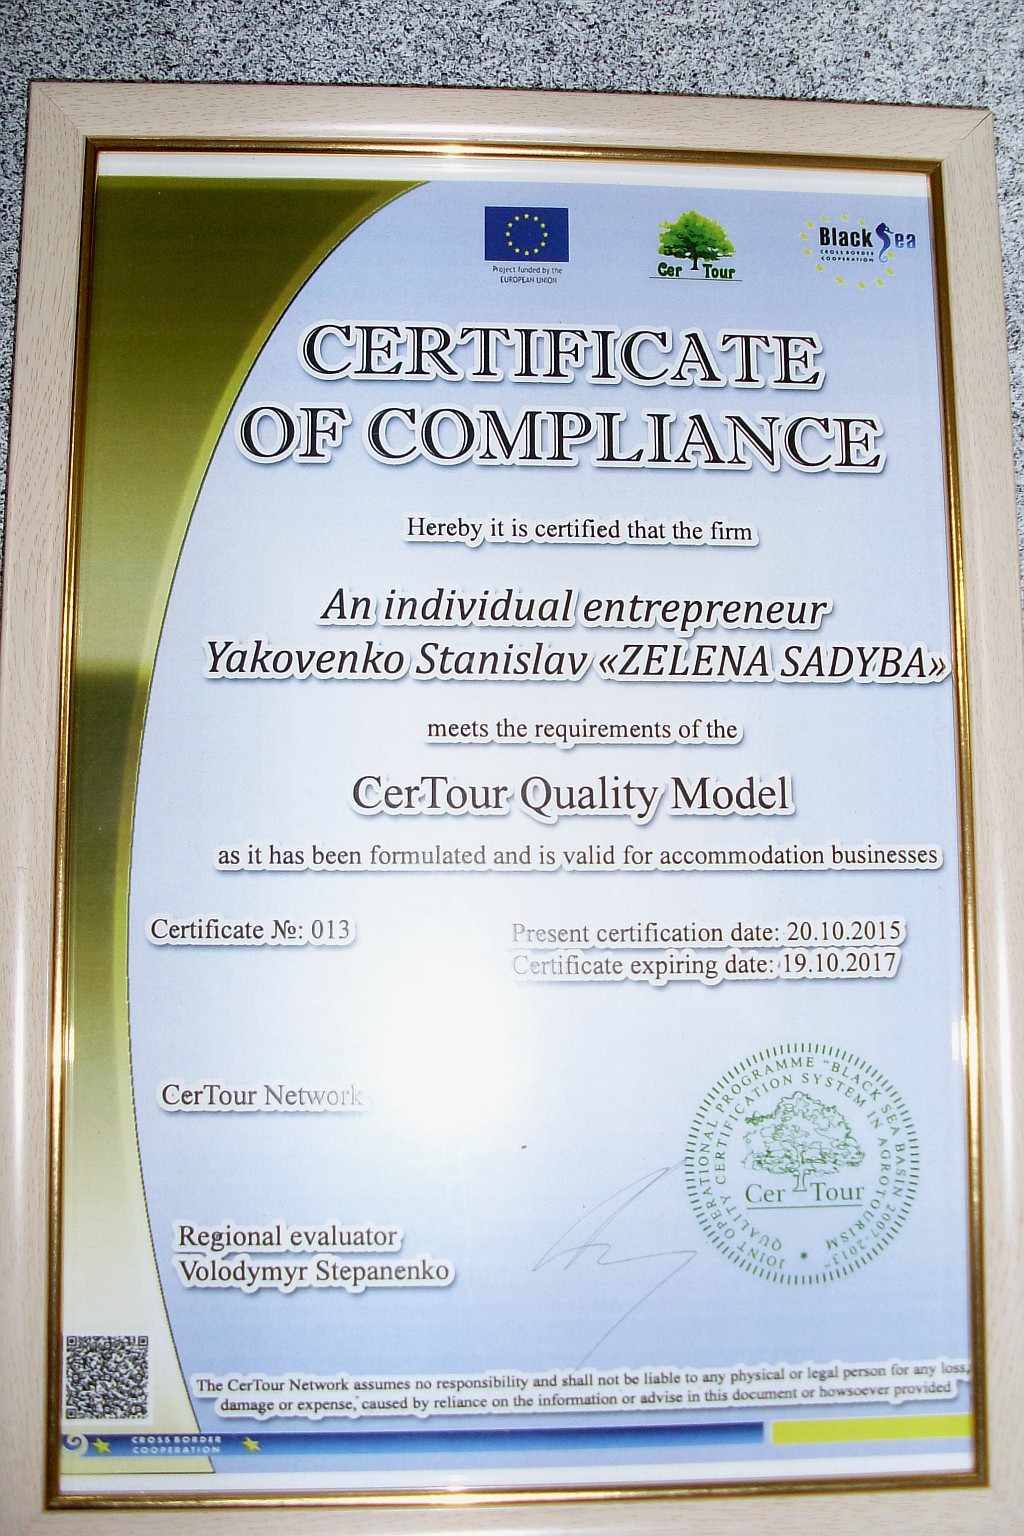 Project funded by the
EUROPEAN UNION
Cer Tour
Black Sea
CROSS BORDER
COOPERATION
CERTIFICATE
OF COMPLIANCE
Hereby it is certified that the firm
An individual entrepreneur
Yakovenko Stanislav «ZELENA SADYBA»
meets the requirements of the
CerTour Quality Model
as it has been formulated and is valid for accommodation businesses
Certificate №: 013
Present certification date: 20.10.2015
Certificate expiring date: 19.10.2017
CerTour Network
JOINT OPERATIONAL PROGRAMME "BLACK SEA BASIN 2007-2013"
QUALITY CERTIFICATION SYSTEM IN AGROTOURISM
Cer Tour
Regional evaluator
Volodymyr Stepanenko
The CerTour Network assumes no responsibility and shall not be liable to any physical or legal person for any loss,
damage or expense, caused by reliance on the information or advise in this document or howsoever provided
CROSS BORDER
COOPERATION